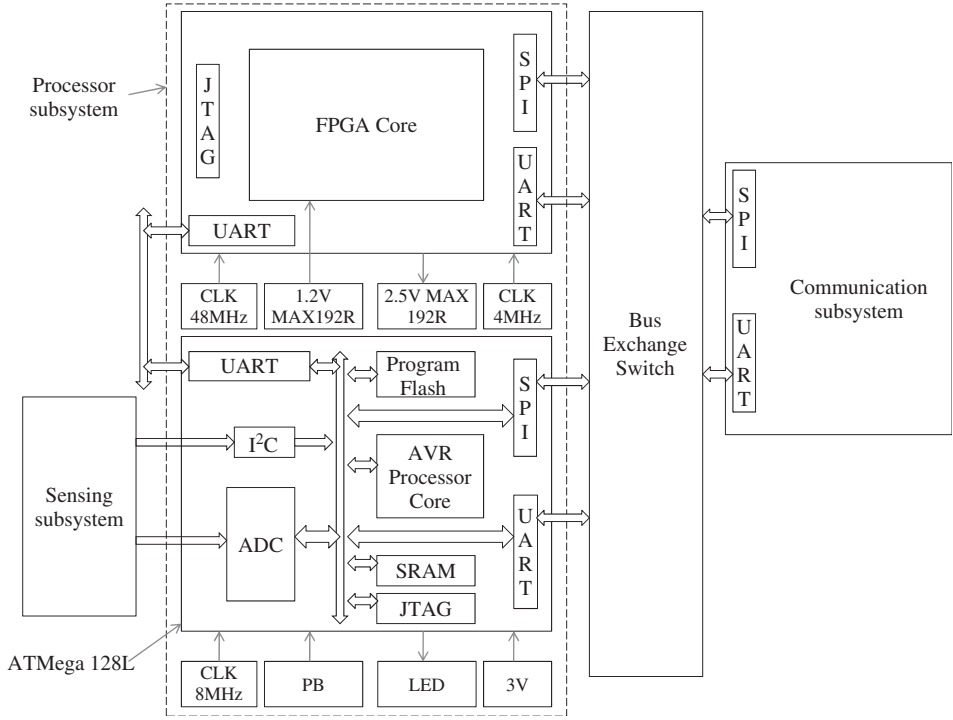 Processor
subsystem
J
T
A
G
FPGA Core
S
P
I
U
A
R
T
UART
CLK
48MHz
1.2V
MAX192R
2.5V MAX
192R
CLK
4MHz
UART
Program
Flash
S
P
I
I²C
AVR
Processor
Core
ADC
U
A
R
T
SRAM
JTAG
Sensing
subsystem
ATMega 128L
CLK
8MHz
PB
LED
3V
Bus
Exchange
Switch
S
P
I
Communication
subsystem
U
A
R
T